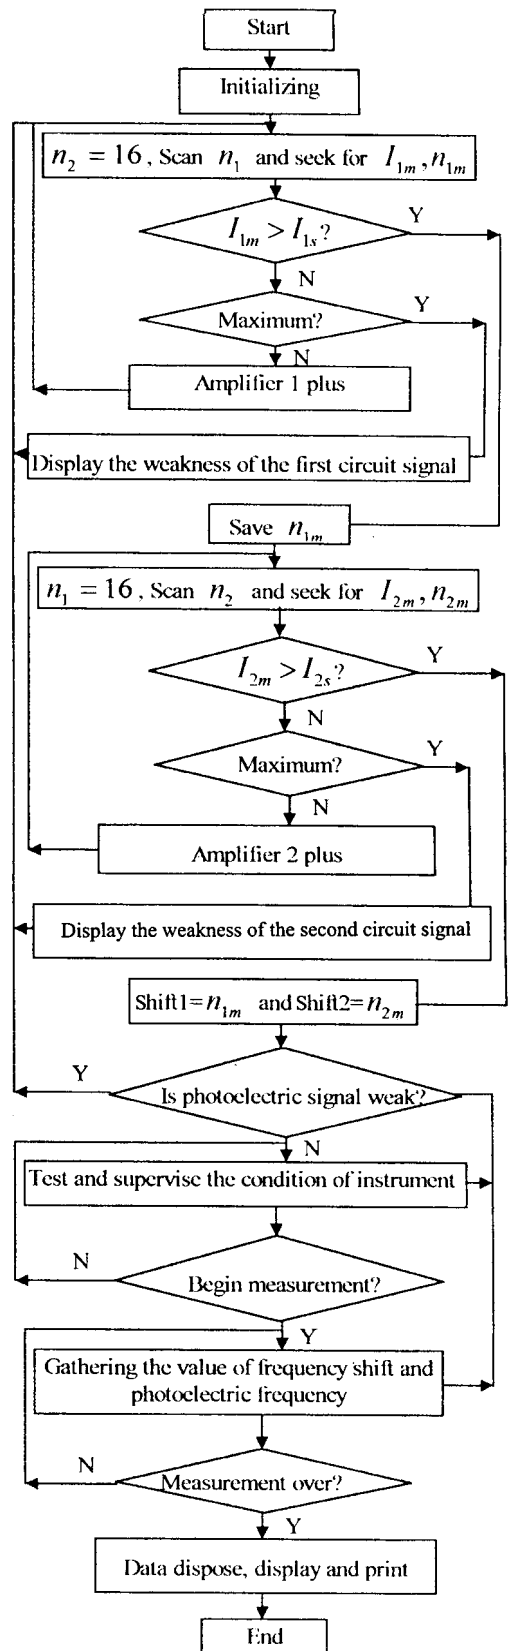 Start
Initializing
n₂ = 16 , Scan n₁ and seek for I₁ₘ , n₁ₘ
I₁ₘ > I₁ₛ ?
Y
N
Maximum?
Y
N
Amplifier 1 plus
Display the weakness of the first circuit signal
Save n₁ₘ
n₁ = 16 , Scan n₂ and seek for I₂ₘ , n₂ₘ
I₂ₘ > I₂ₛ ?
Y
N
Maximum?
Y
N
Amplifier 2 plus
Display the weakness of the second circuit signal
Shift1=n₁ₘ and Shift2=n₂ₘ
Y
Is photoelectric signal weak?
N
Test and supervise the condition of instrument
N
Begin measurement?
Y
Gathering the value of frequency shift and
photoelectric frequency
N
Measurement over?
Y
Data dispose, display and print
End